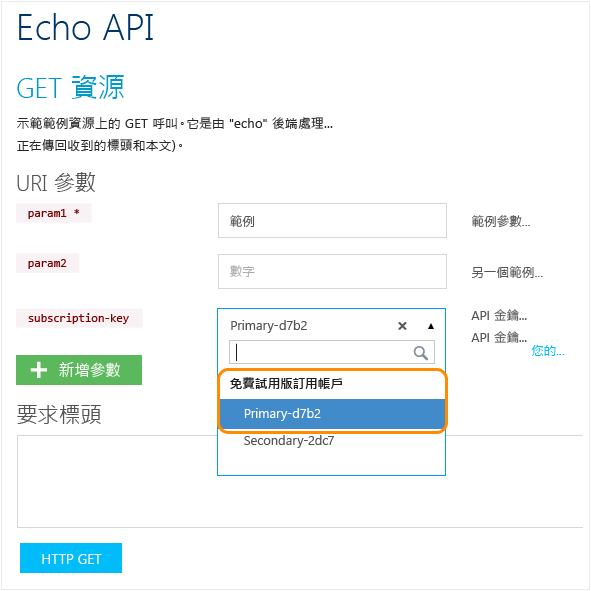 Echo API
GET 資源
示範範例資源上的 GET 呼叫。它是由 "echo" 後端處理...
正在傳回收到的標頭和本文)。
URI 參數
param1 *
範例
範例參數...
param2
數字
另一個範例...
subscription-key
Primary-d7b2
API 金鑰...
API 金鑰...
您的...
新增參數
免費試用版訂用帳戶
Primary-d7b2
Secondary-2dc7
要求標頭
HTTP GET